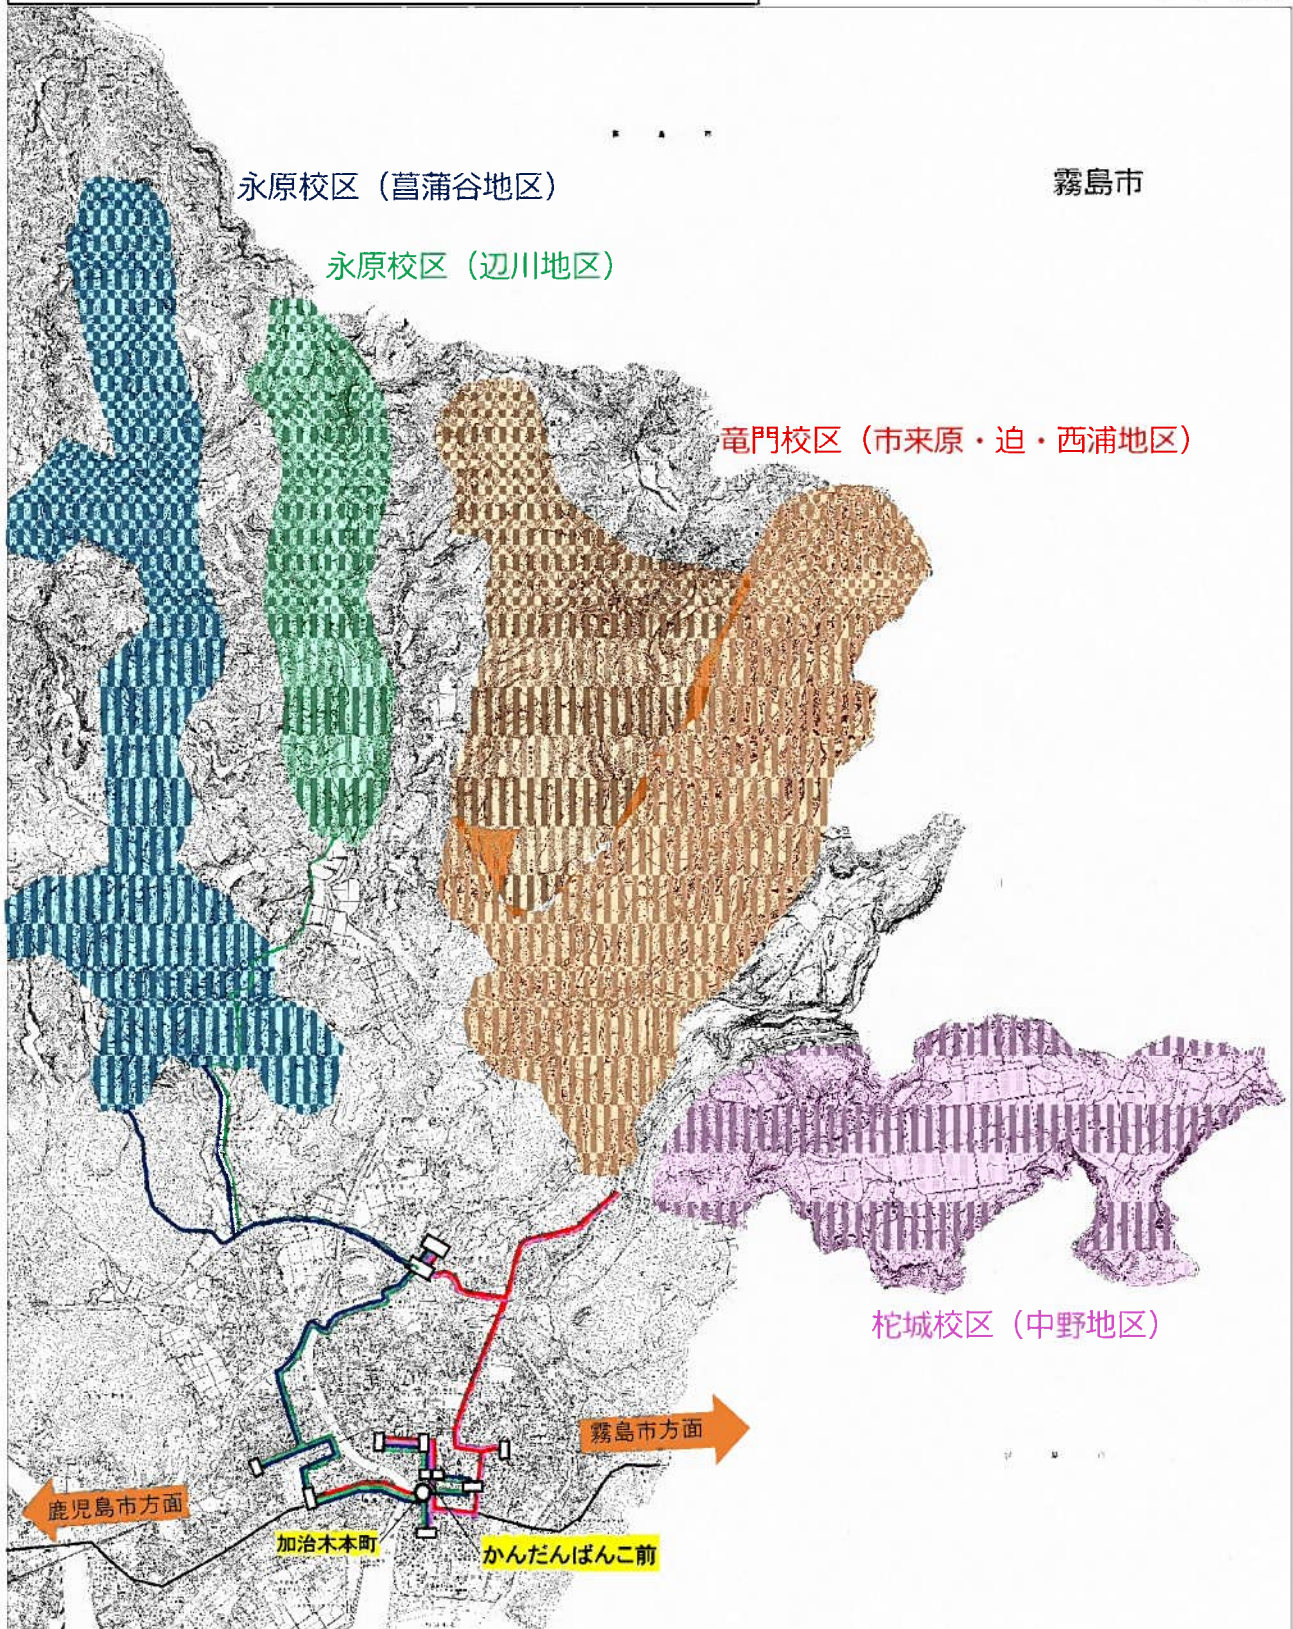 永原校区（菖蒲谷地区）
霧島市
永原校区（辺川地区）
竜門校区（市来原・迫・西浦地区）
柁城校区（中野地区）
霧島市方面
鹿児島市方面
加治木本町
かんだんばんこ前